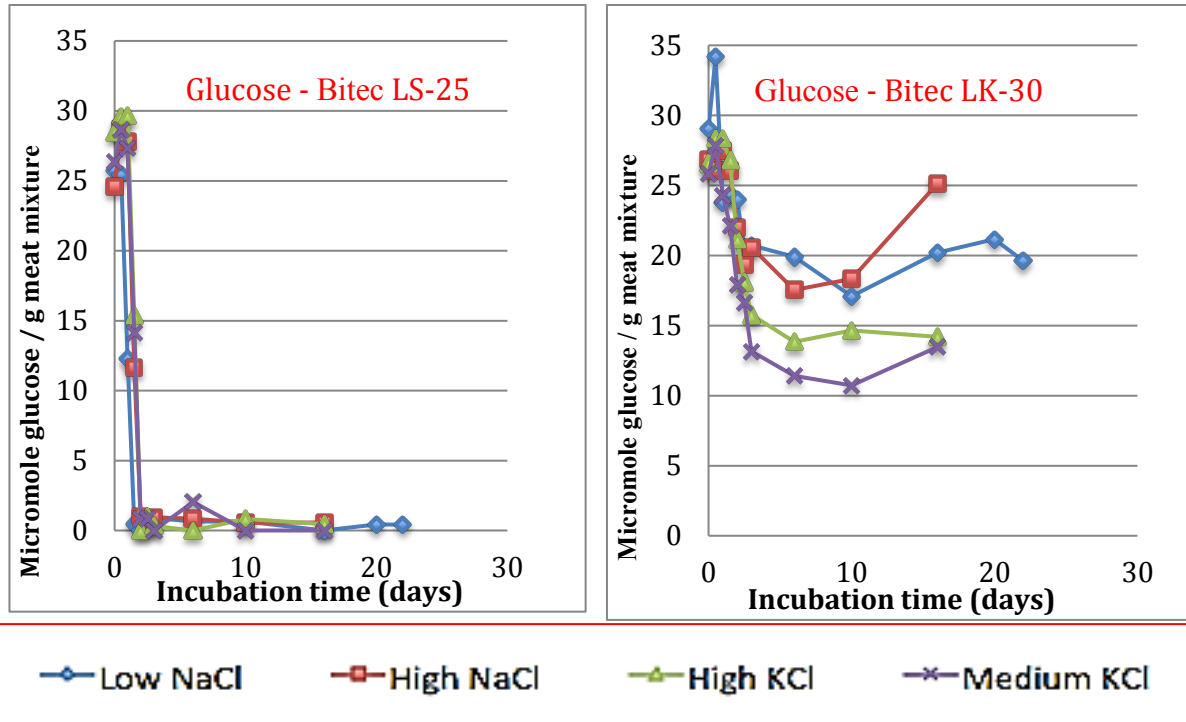 Glucose - Bitec LS-25
Micromole glucose / g meat mixture
35
30
25
20
15
10
5
0
0 10 20 30
Incubation time (days)
Glucose - Bitec LK-30
Micromole glucose / g meat mixture
35
30
25
20
15
10
5
0
0 10 20 30
Incubation time (days)
Low NaCl High NaCl High KCl Medium KCl